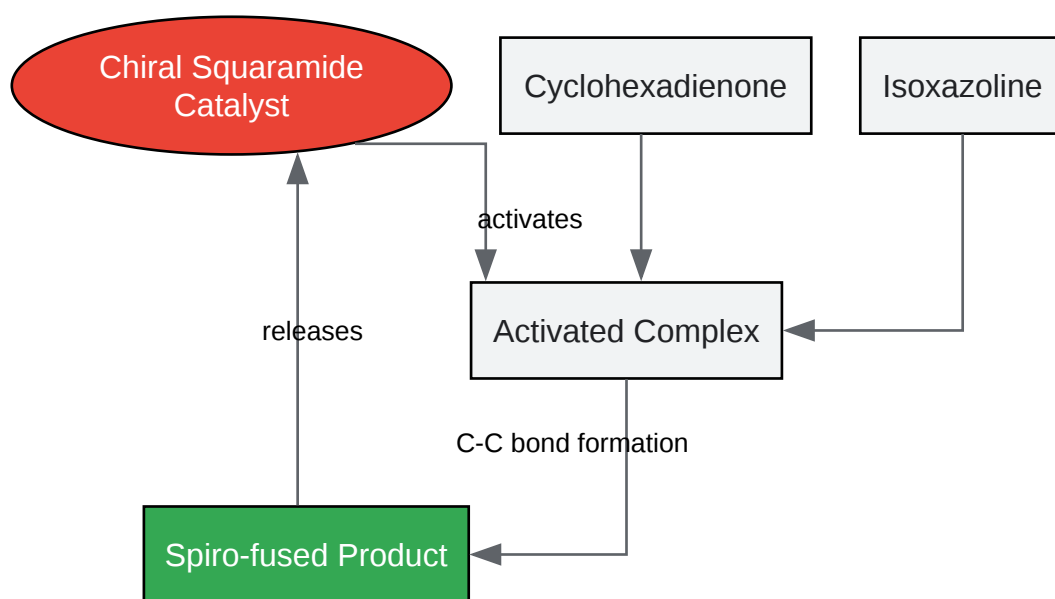 Chiral Squaramide
Catalyst
Cyclohexadienone
Isoxazoline
activates
releases
Activated Complex
C-C bond formation
Spiro-fused Product